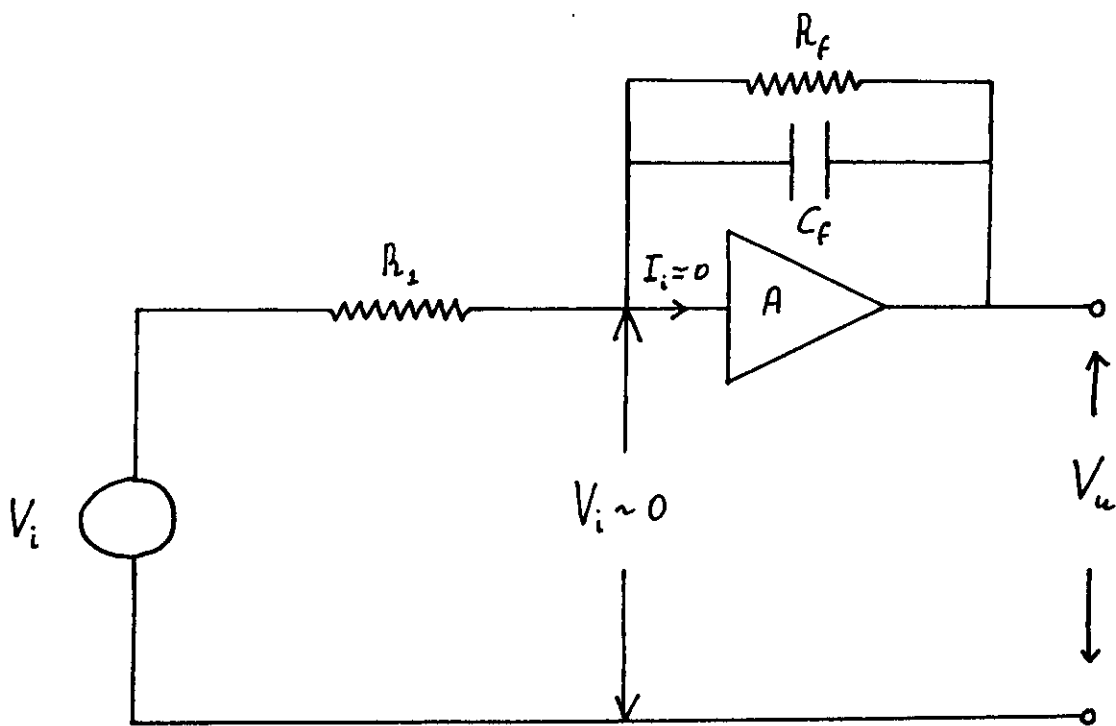 R_f
C_f
R_1
I_i ≃ 0
A
V_i
V_i ~ 0
V_u